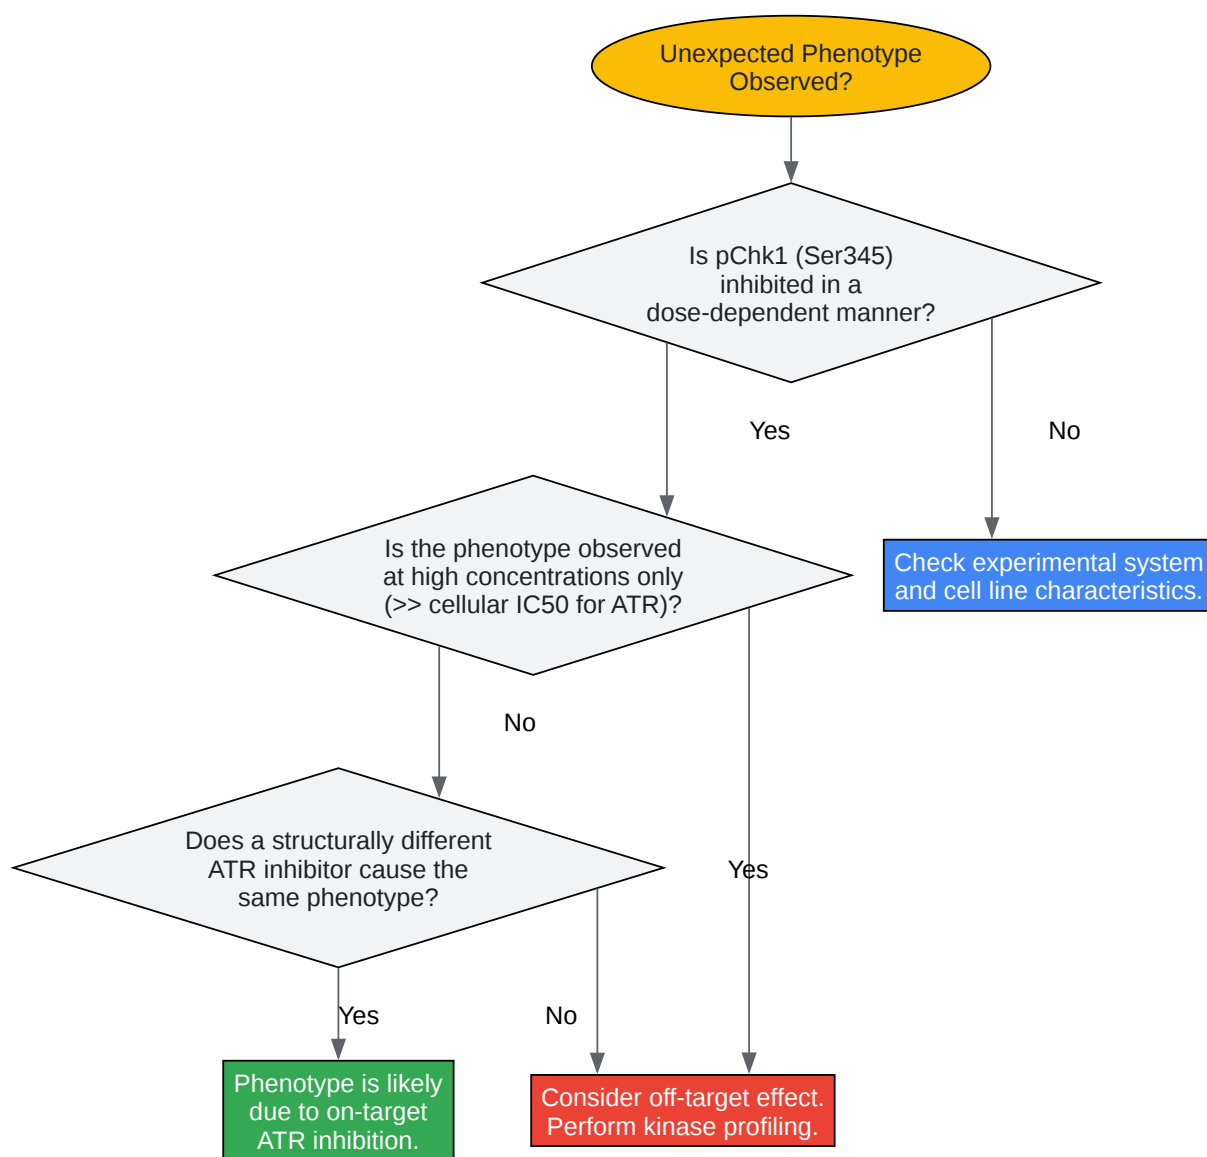 Unexpected Phenotype
Observed?
Is pChk1 (Ser345)
inhibited in a
dose-dependent manner?
Yes
No
Is the phenotype observed
at high concentrations only
(>> cellular IC50 for ATR)?
Check experimental system
and cell line characteristics.
No
Does a structurally different
ATR inhibitor cause the
same phenotype?
Yes
Yes
No
Phenotype is likely
due to on-target
ATR inhibition.
Consider off-target effect.
Perform kinase profiling.